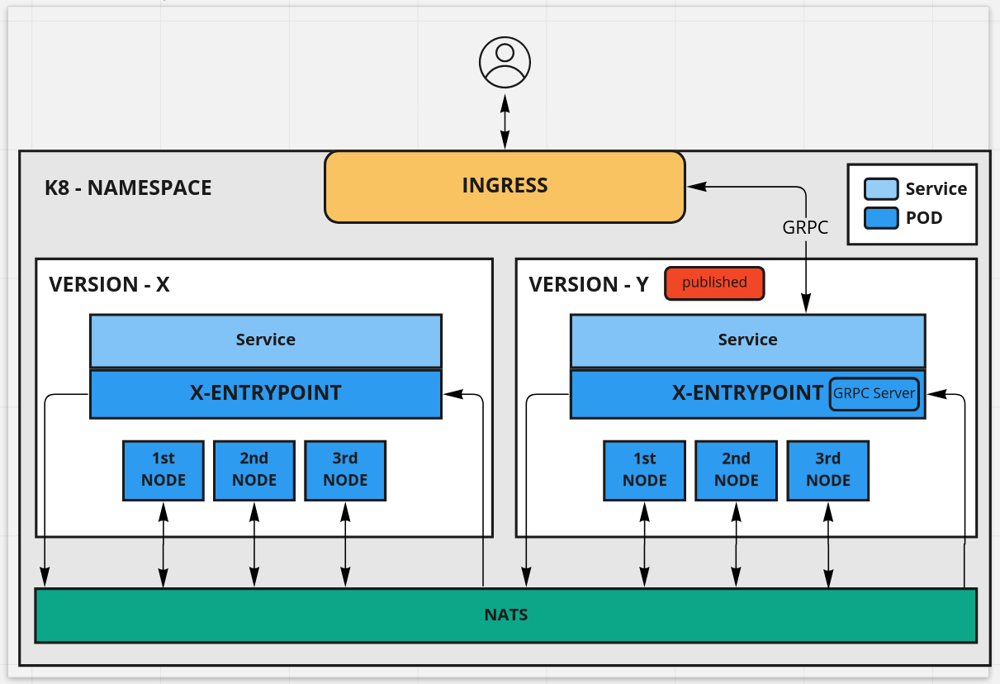 K8 - NAMESPACE
INGRESS
Service
POD
GRPC
VERSION - X
Service
X-ENTRYPOINT
1st
NODE
2nd
NODE
3rd
NODE
VERSION - Y
published
Service
X-ENTRYPOINT
GRPC Server
1st
NODE
2nd
NODE
3rd
NODE
NATS